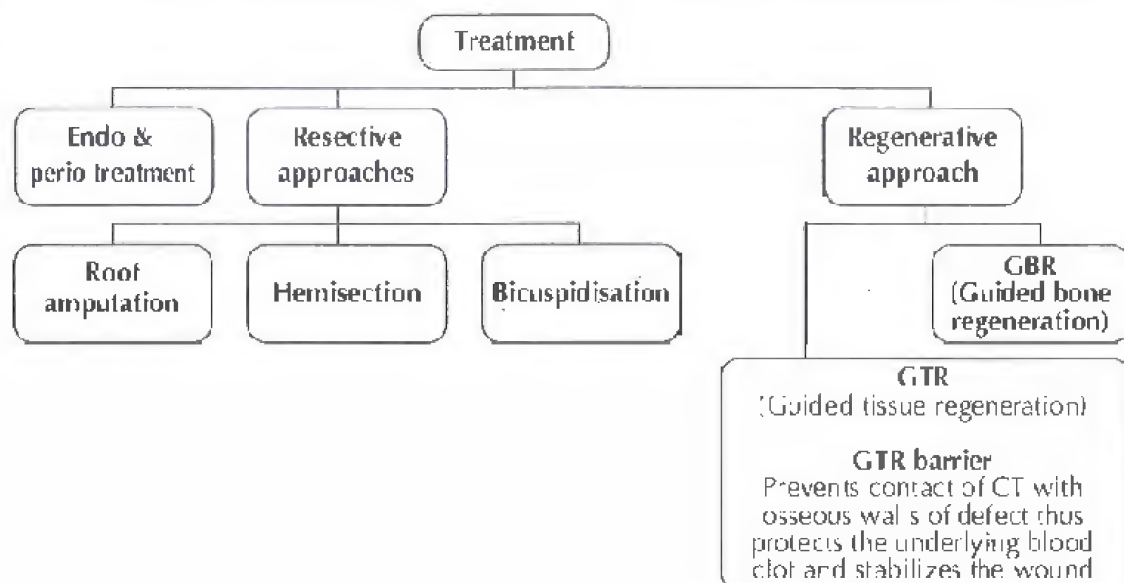 Treatment
Endo &
perio treatment
Resective
approaches
Regenerative
approach
Root
amputation
Hemisection
Bicuspidisation
GBR
(Guided bone
regeneration)
GTR
(Guided tissue regeneration)
GTR barrier
Prevents contact of CT with
osseous walls of defect thus
protects the underlying blood
clot and stabilizes the wound